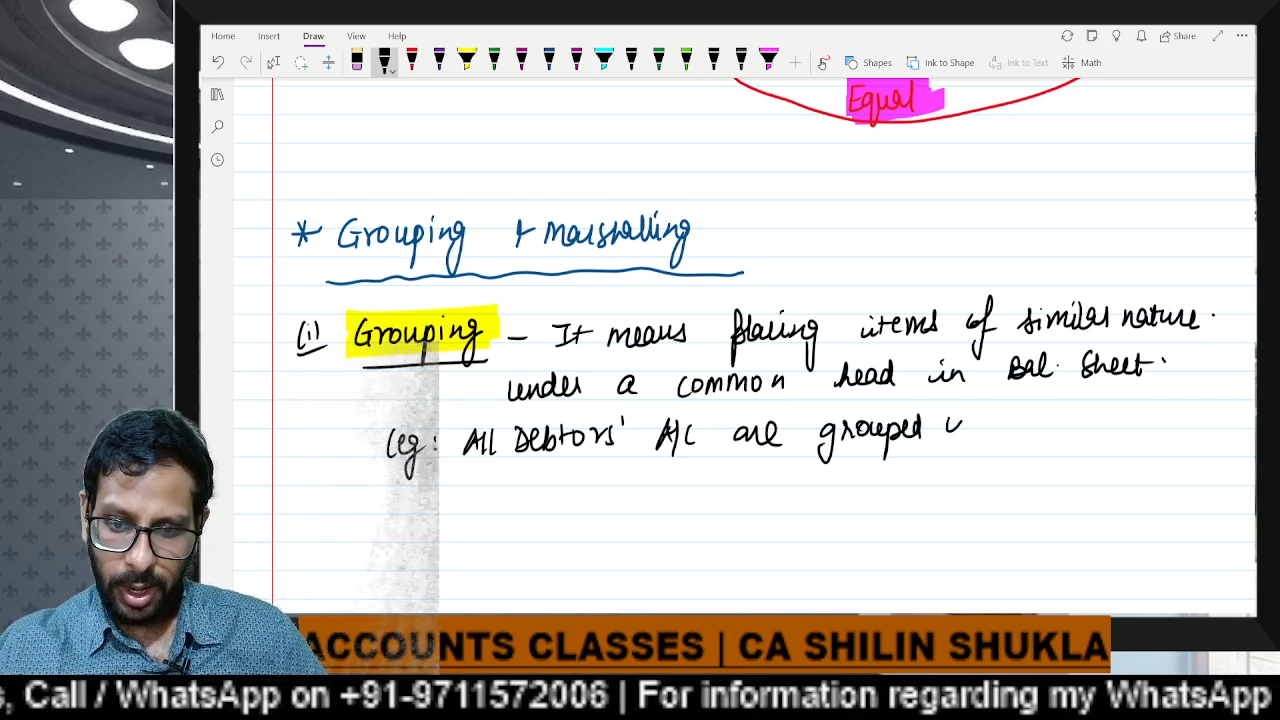 Home Insert Draw View Help Share
Shapes Ink to Shape Ink to Text Math
Equal
* Grouping + Marshalling
(i) Grouping - It means placing items of similar nature
under a common head in Bal. Sheet.
(eg: All Debtors' A/c are grouped u
ACCOUNTS CLASSES | CA SHILIN SHUKLA
s, Call / WhatsApp on +91-9711572006 | For information regarding my WhatsApp